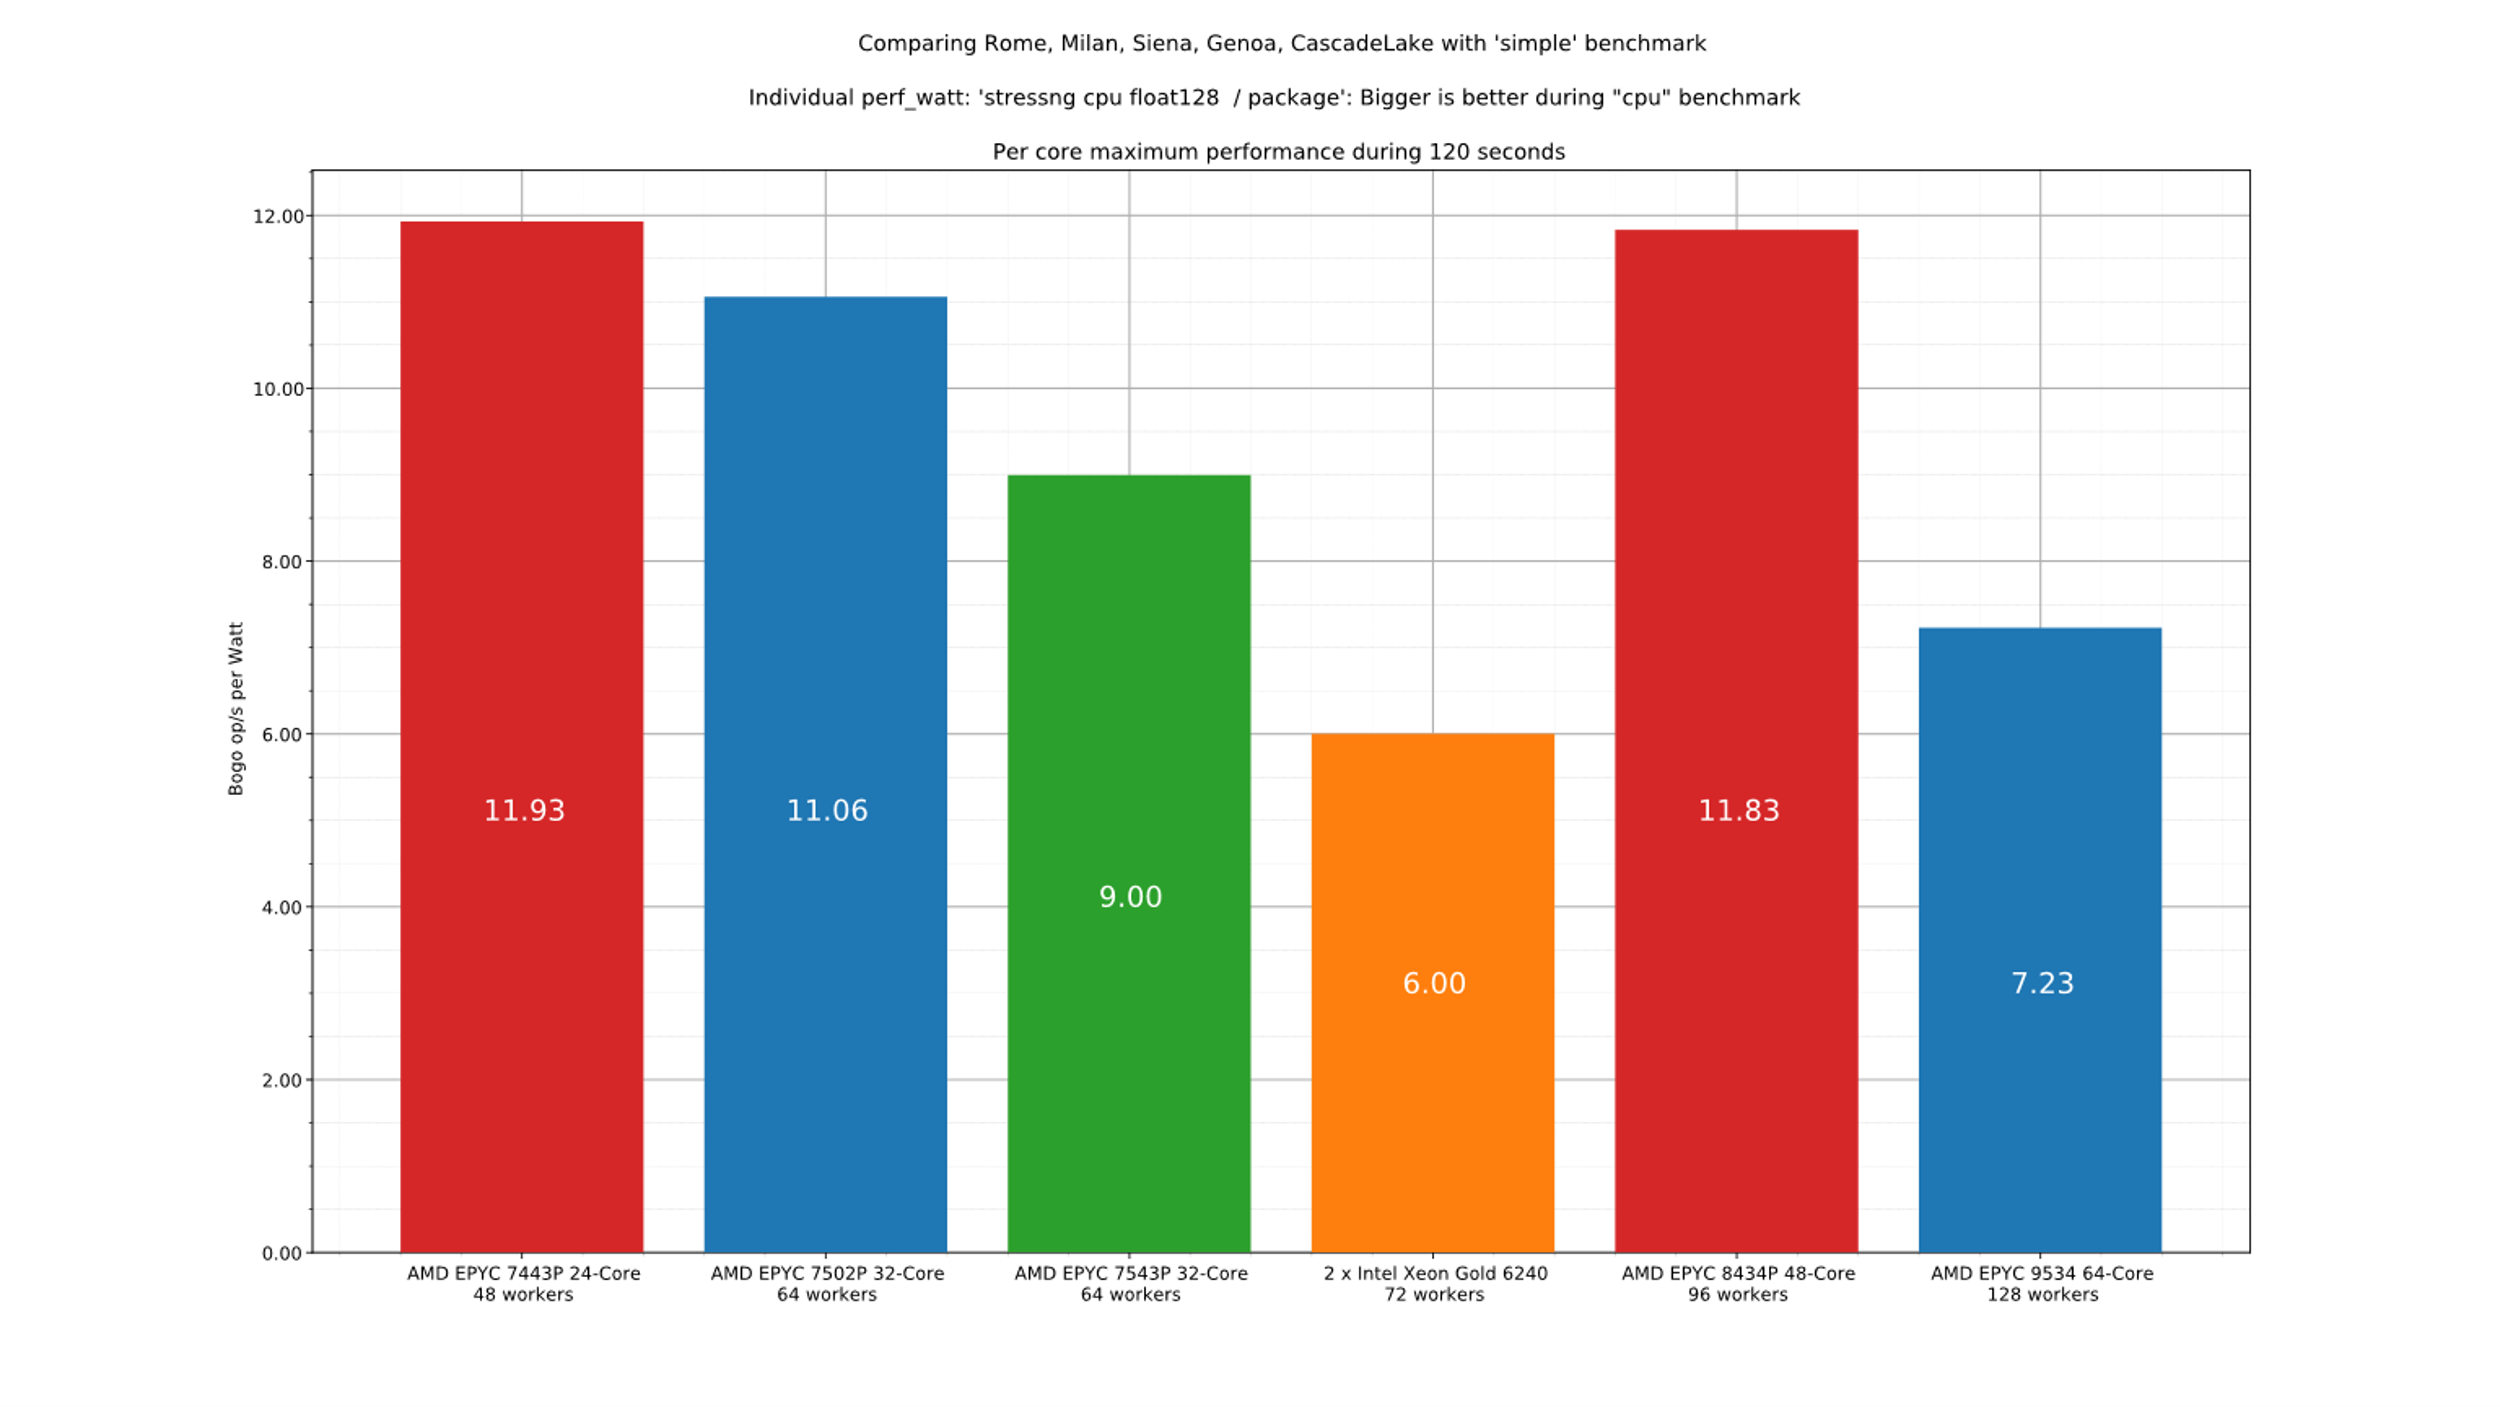 Comparing Rome, Milan, Siena, Genoa, CascadeLake with 'simple' benchmark
Individual perf_watt: 'stressng cpu float128  / package': Bigger is better during "cpu" benchmark
Per core maximum performance during 120 seconds
Bogo op/s per Watt
12.00
10.00
8.00
6.00
4.00
2.00
0.00
11.93
11.06
9.00
6.00
11.83
7.23
AMD EPYC 7443P 24-Core
48 workers
AMD EPYC 7502P 32-Core
64 workers
AMD EPYC 7543P 32-Core
64 workers
2 x Intel Xeon Gold 6240
72 workers
AMD EPYC 8434P 48-Core
96 workers
AMD EPYC 9534 64-Core
128 workers